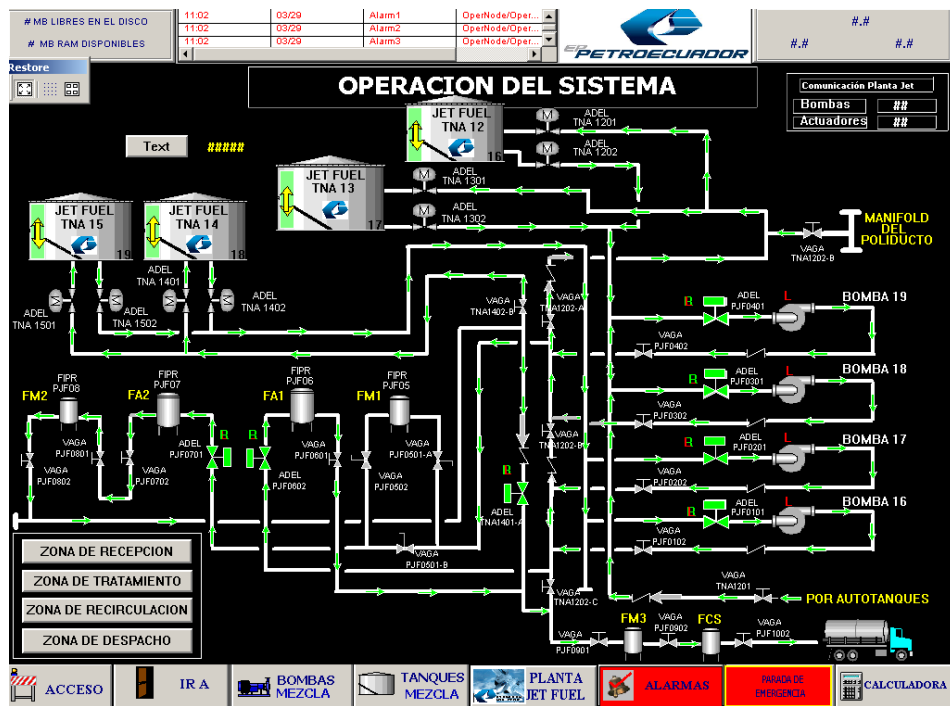 # MB LIBRES EN EL DISCO
# MB RAM DISPONIBLES
11:02 03/29 Alarm1 OperNode/Oper...
11:02 03/29 Alarm2 OperNode/Oper...
11:02 03/29 Alarm3 OperNode/Oper...
EP PETROECUADOR
#.#
#.# #.#
Restore
OPERACION DEL SISTEMA
Comunicación Planta Jet
Bombas ##
Actuadores ##
Text #####
JET FUEL
TNA 12
16
ADEL
TNA 1201
ADEL
TNA 1202
JET FUEL
TNA 13
17
ADEL
TNA 1301
ADEL
TNA 1302
JET FUEL
TNA 15
19
JET FUEL
TNA 14
18
MANIFOLD
DEL
POLIDUCTO
VAGA
TNA1202-B
ADEL
TNA 1501
ADEL
TNA 1502
ADEL
TNA 1401
ADEL
TNA 1402
VAGA
TNA1402-B
VAGA
TNA1202-A
R
ADEL
PJF0401
L
BOMBA 19
VAGA
PJF0402
R
ADEL
PJF0301
L
BOMBA 18
VAGA
PJF0302
R
ADEL
PJF0201
L
BOMBA 17
VAGA
PJF0202
R
ADEL
PJF0101
L
BOMBA 16
VAGA
PJF0102
FM2
FIPR
PJF08
FA2
FIPR
PJF07
FA1
FIPR
PJF06
FM1
FIPR
PJF05
VAGA
PJF0802
VAGA
PJF0801
VAGA
PJF0702
ADEL
PJF0701
R
R
ADEL
PJF0602
VAGA
PJF0601
VAGA
PJF0502
VAGA
PJF0501-A
VAGA
PJF0501-B
VAGA
R
ADEL
TNA1401-A
VAGA
TNA1202-C
VAGA
TNA1201
POR AUTOTANQUES
VAGA
PJF0901
FM3
VAGA
PJF0902
FCS
VAGA
PJF1002
ZONA DE RECEPCION
ZONA DE TRATAMIENTO
ZONA DE RECIRCULACION
ZONA DE DESPACHO
ACCESO
IR A
BOMBAS
MEZCLA
TANQUES
MEZCLA
PLANTA
JET FUEL
ALARMAS
PARADA DE
EMERGENCIA
CALCULADORA